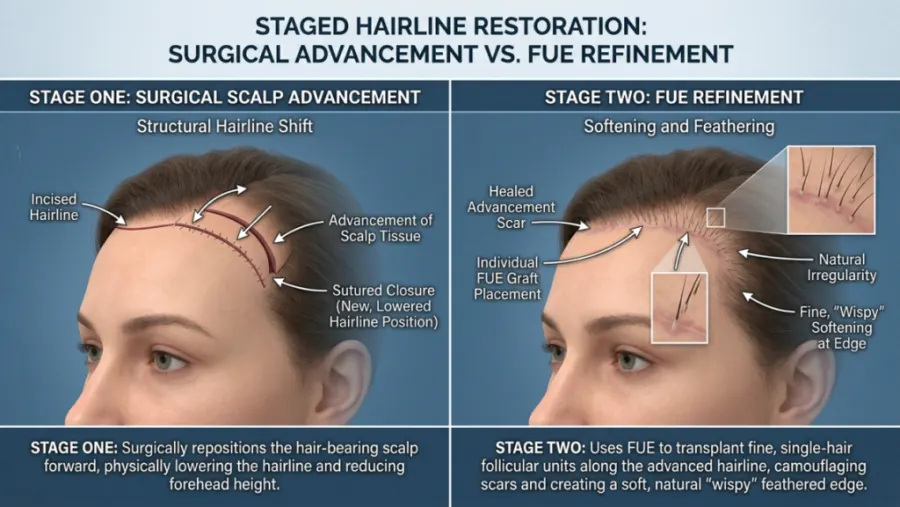 STAGED HAIRLINE RESTORATION:
SURGICAL ADVANCEMENT VS. FUE REFINEMENT
STAGE ONE: SURGICAL SCALP ADVANCEMENT
Structural Hairline Shift
Incised
Hairline
Advancement of
Scalp Tissue
Sutured Closure
(New, Lowered
Hairline Position)
STAGE ONE: Surgically repositions the hair-bearing scalp
forward, physically lowering the hairline and reducing
forehead height.
STAGE TWO: FUE REFINEMENT
Softening and Feathering
Healed
Advancement
Scar
Individual
FUE Graft
Placement
Natural
Irregularity
Fine, "Wispy"
Softening
at Edge
STAGE TWO: Uses FUE to transplant fine, single-hair
follicular units along the advanced hairline, camouflaging
scars and creating a soft, natural "wispy" feathered edge.